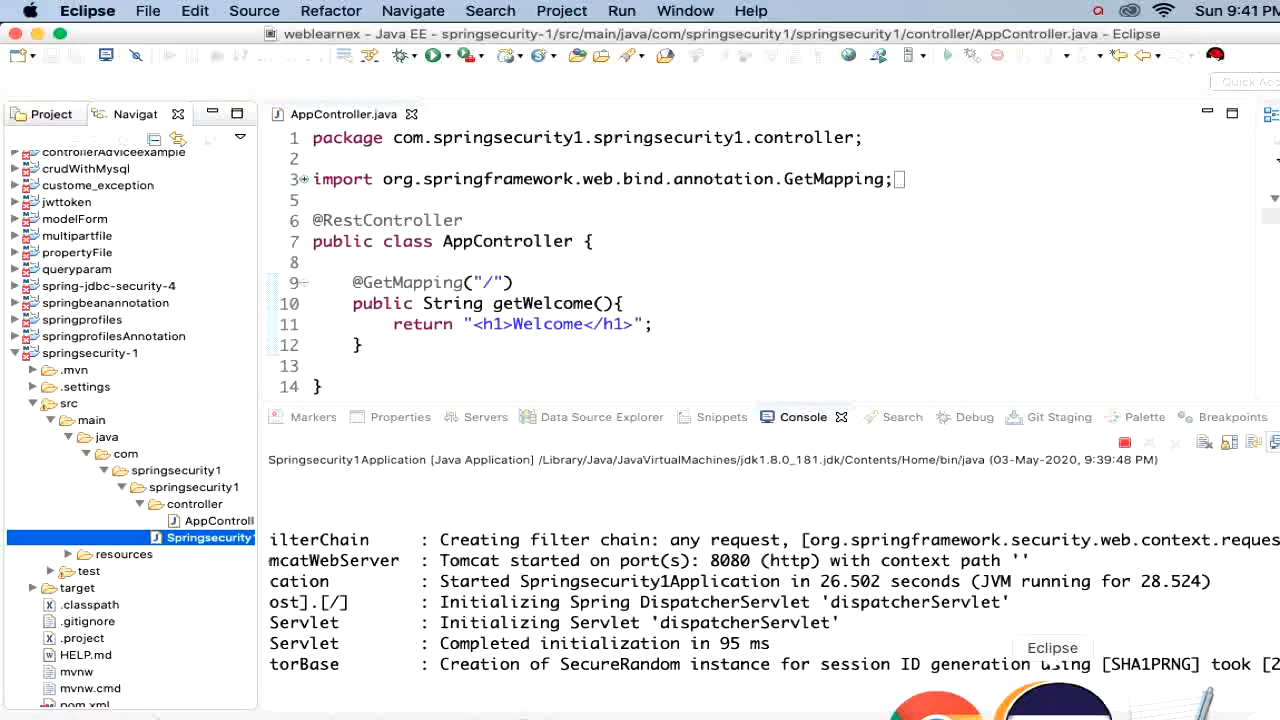 Eclipse File Edit Source Refactor Navigate Search Project Run Window Help Sun 9:41 PM
weblearnex - Java EE - springsecurity-1/src/main/java/com/springsecurity1/springsecurity1/controller/AppController.java - Eclipse
Quick Acc
Project Navigat
controllerAdviceexample
crudWithMysql
custome_exception
jwttoken
modelForm
multipartfile
propertyFile
queryparam
spring-jdbc-security-4
springbeanannotation
springprofiles
springprofilesAnnotation
springsecurity-1
.mvn
.settings
src
main
java
com
springsecurity1
springsecurity1
controller
AppControll
Springsecurity1
resources
test
target
.classpath
.gitignore
.project
HELP.md
mvnw
mvnw.cmd
pom.xml
AppController.java
1 package com.springsecurity1.springsecurity1.controller;
2
3 import org.springframework.web.bind.annotation.GetMapping;
5
6 @RestController
7 public class AppController {
8
9 @GetMapping("/")
10 public String getWelcome(){
11 return "<h1>Welcome</h1>";
12 }
13
14 }
Markers Properties Servers Data Source Explorer Snippets Console Search Debug Git Staging Palette Breakpoints
Springsecurity1Application [Java Application] /Library/Java/JavaVirtualMachines/jdk1.8.0_181.jdk/Contents/Home/bin/java (03-May-2020, 9:39:48 PM)
ilterChain : Creating filter chain: any request, [org.springframework.security.web.context.reques
mcatWebServer : Tomcat started on port(s): 8080 (http) with context path ''
cation : Started Springsecurity1Application in 26.502 seconds (JVM running for 28.524)
ost].[/] : Initializing Spring DispatcherServlet 'dispatcherServlet'
Servlet : Initializing Servlet 'dispatcherServlet'
Servlet : Completed initialization in 95 ms
torBase : Creation of SecureRandom instance for session ID generation using [SHA1PRNG] took [2
Eclipse